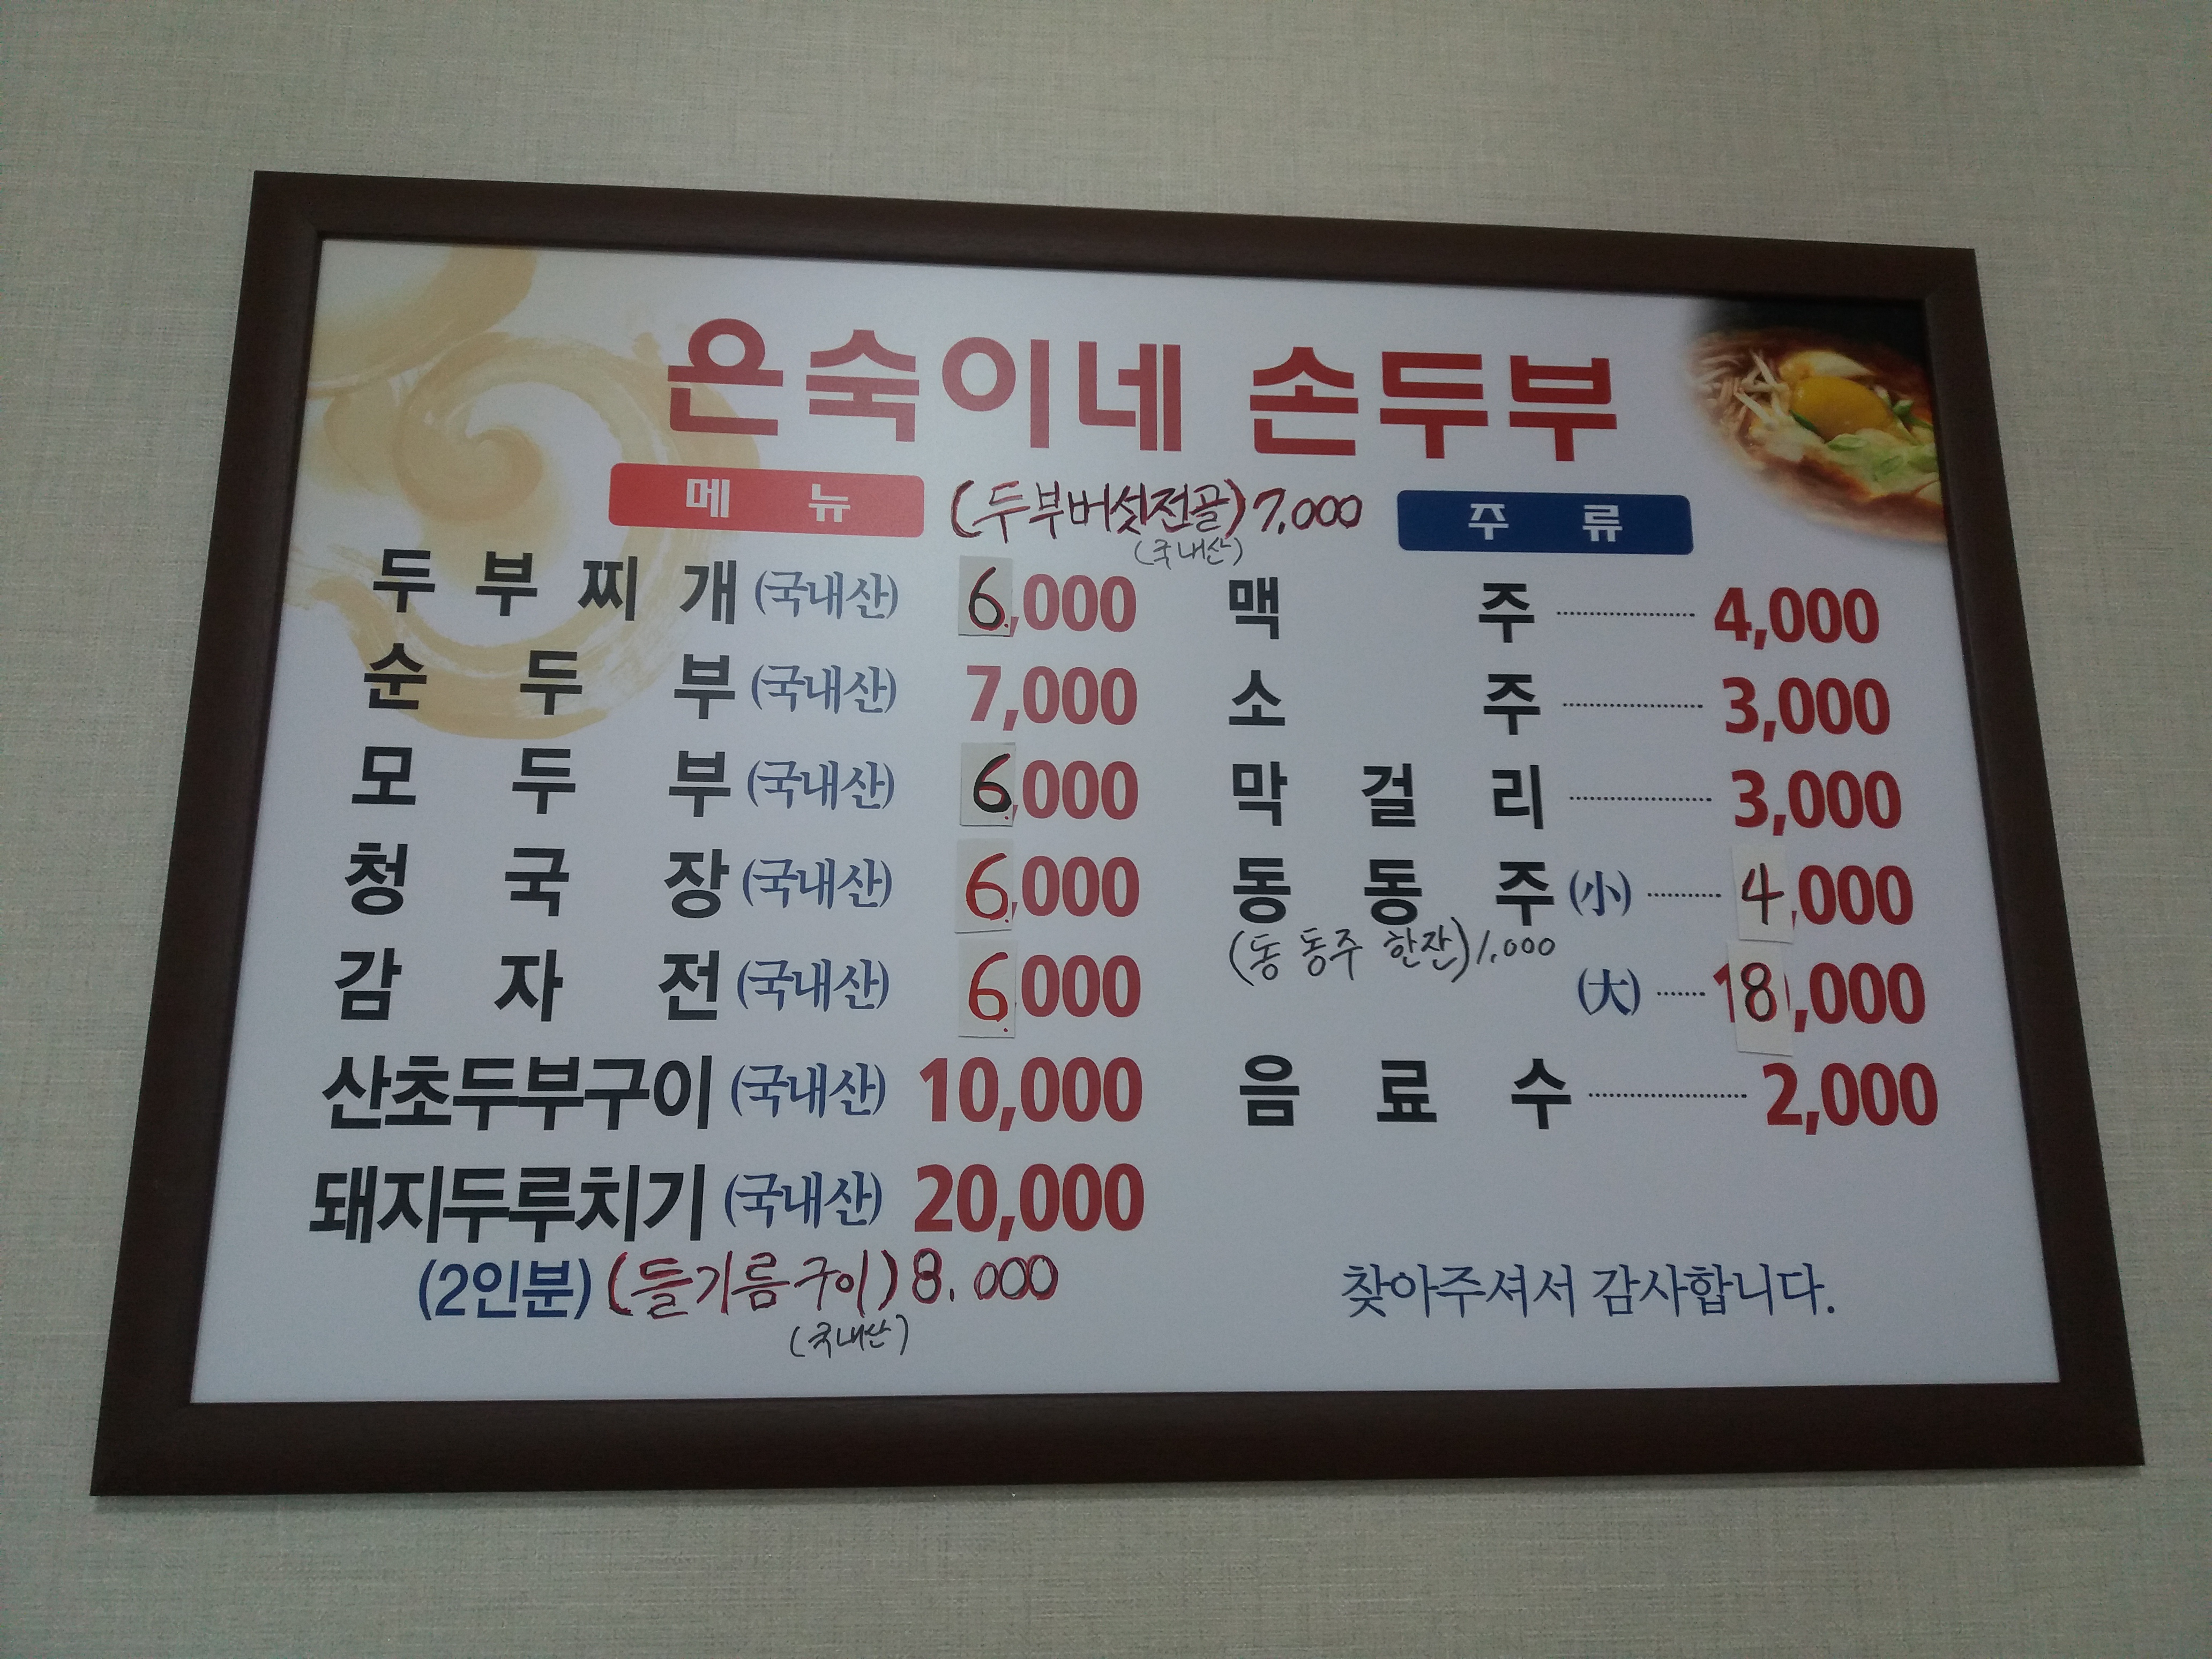 은숙이네 손두부
메뉴 (두부버섯전골) 7,000 주류
(국내산)
두부찌개 (국내산) 6,000
순두부 (국내산) 7,000
모두부 (국내산) 6,000
청국장 (국내산) 6,000
감자전 (국내산) 6,000
산초두부구이 (국내산) 10,000
돼지두루치기 (국내산) 20,000
(2인분) (들기름구이) 8.000
(국내산)
맥주 4,000
소주 3,000
막걸리 3,000
동동주 (小) 4,000
(동동주 한잔) 1.000
(大) 18,000
음료수 2,000
찾아주셔서 감사합니다.